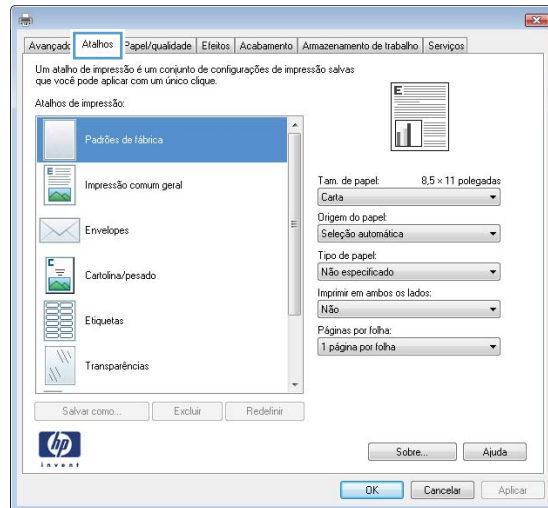 Avançado Atalhos Papel/qualidade Efeitos Acabamento Armazenamento de trabalho Serviços
Um atalho de impressão é um conjunto de configurações de impressão salvas
que você pode aplicar com um único clique.
Atalhos de impressão:
Padrões de fábrica
Impressão comum geral
Envelopes
Cartolina/pesado
Etiquetas
Transparências
Salvar como... Excluir Redefinir
E
Tam. de papel: 8,5 × 11 polegadas
Carta
Origem do papel:
Seleção automática
Tipo de papel:
Não especificado
Imprimir em ambos os lados:
Não
Páginas por folha:
1 página por folha
hp
invent
Sobre... Ajuda
OK Cancelar Aplicar